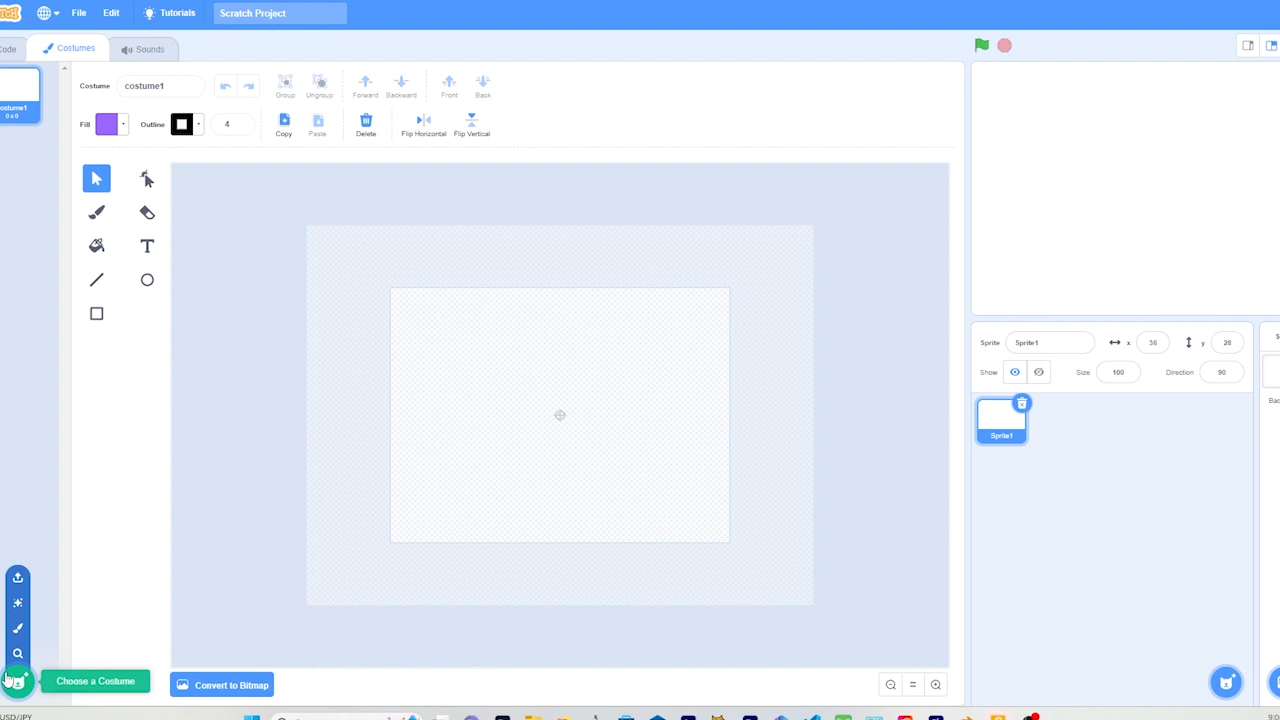 File Edit Tutorials Scratch Project
Costumes Sounds
Costume costume1 Group Ungroup Forward Backward Front Back
Fill Outline 4 Copy Paste Delete Flip Horizontal Flip Vertical
0 x 0
Sprite Sprite1 x 36 y 28
Show Size 100 Direction 90
Sprite1
Choose a Costume
Convert to Bitmap
USD/JPY